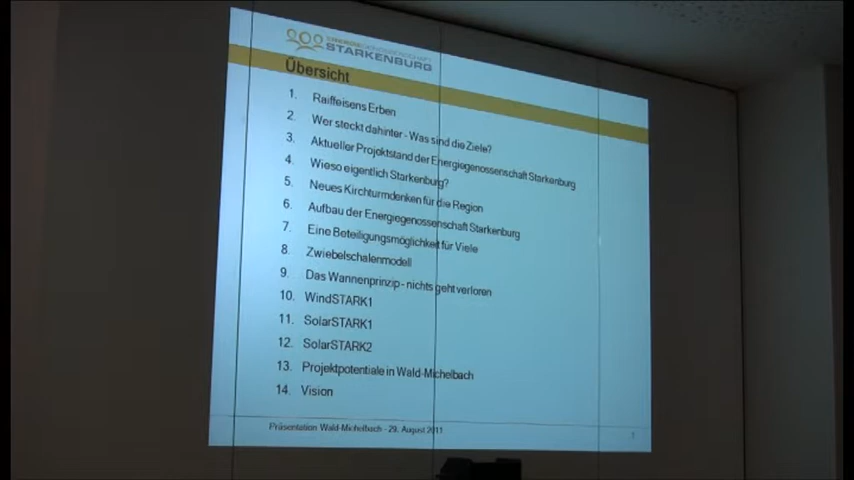 ENERGIEGENOSSENSCHAFT
STARKENBURG
Übersicht
1. Raiffeisens Erben
2. Wer steckt dahinter - Was sind die Ziele?
3. Aktueller Projektstand der Energiegenossenschaft Starkenburg
4. Wieso eigentlich Starkenburg?
5. Neues Kirchturmdenken für die Region
6. Aufbau der Energiegenossenschaft Starkenburg
7. Eine Beteiligungsmöglichkeit für Viele
8. Zwiebelschalenmodell
9. Das Wannenprinzip - nichts geht verloren
10. WindSTARK1
11. SolarSTARK1
12. SolarSTARK2
13. Projektpotentiale in Wald-Michelbach
14. Vision
Präsentation Wald-Michelbach - 29. August 2011 1